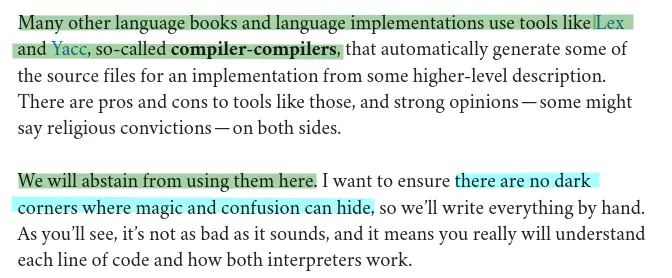 Many other language books and language implementations use tools like Lex
and Yacc, so-called compiler-compilers, that automatically generate some of
the source files for an implementation from some higher-level description.
There are pros and cons to tools like those, and strong opinions—some might
say religious convictions—on both sides.
We will abstain from using them here. I want to ensure there are no dark
corners where magic and confusion can hide, so we’ll write everything by hand.
As you’ll see, it’s not as bad as it sounds, and it means you really will understand
each line of code and how both interpreters work.